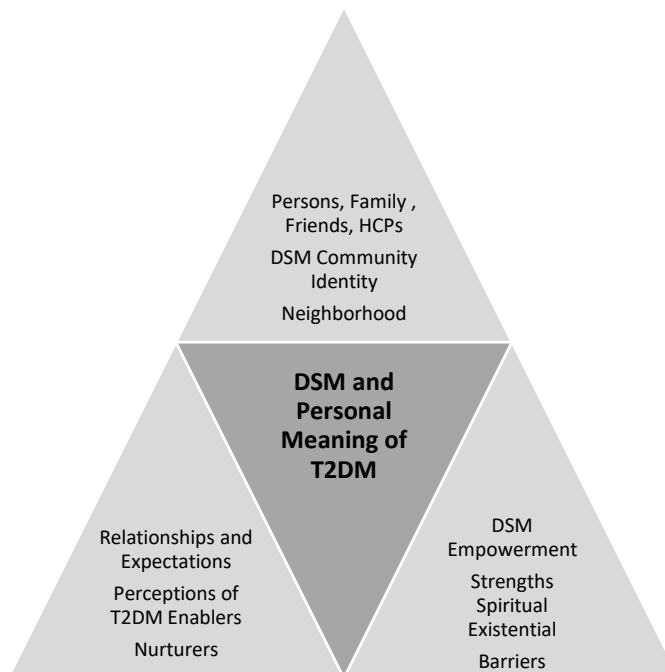 Persons, Family ,
Friends, HCPs
DSM Community
Identity
Neighborhood
DSM and
Personal
Meaning of
T2DM
Relationships and
Expectations
Perceptions of
T2DM Enablers
Nurturers
DSM
Empowerment
Strengths
Spiritual
Existential
Barriers